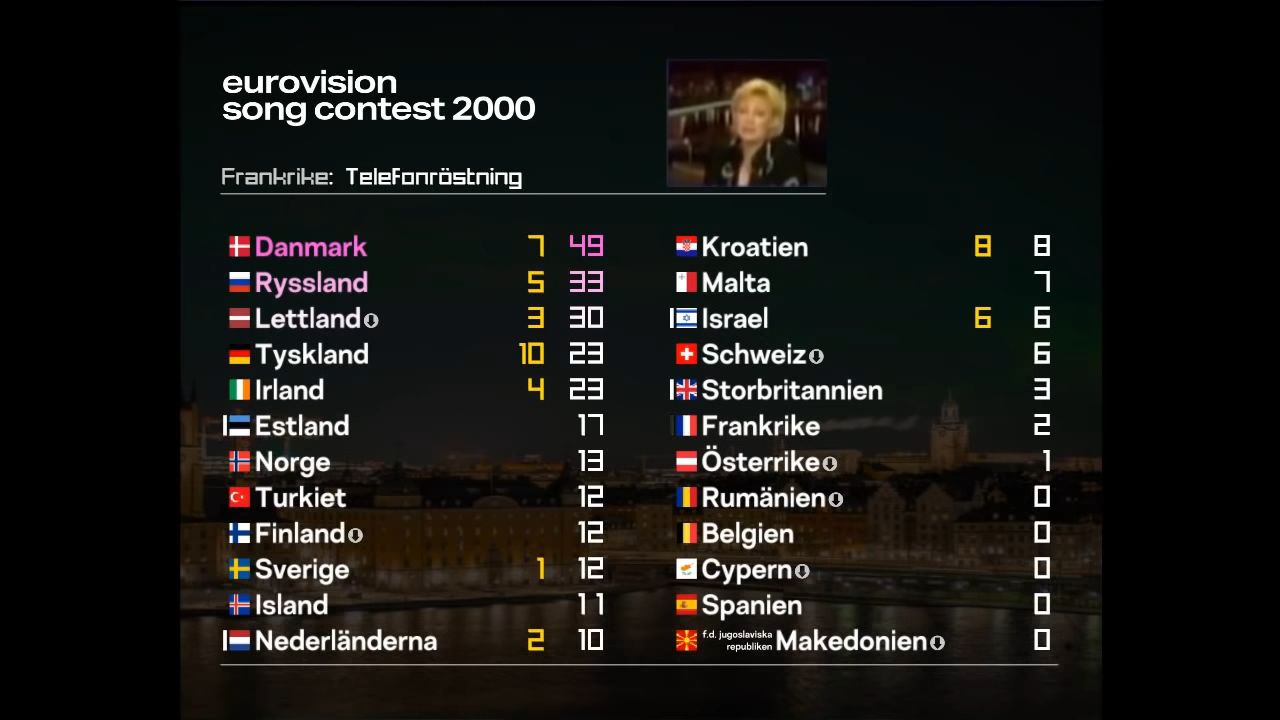 eurovision
song contest 2000
Frankrike: Telefonröstning
Danmark 7 49
Ryssland 5 33
Lettland 3 30
Tyskland 10 23
Irland 4 23
Estland 17
Norge 13
Turkiet 12
Finland 12
Sverige 1 12
Island 11
Nederländerna 2 10
Kroatien 8 8
Malta 7
Israel 6 6
Schweiz 6
Storbritannien 3
Frankrike 2
Österrike 1
Rumänien 0
Belgien 0
Cypern 0
Spanien 0
f.d. jugoslaviska
republiken Makedonien 0